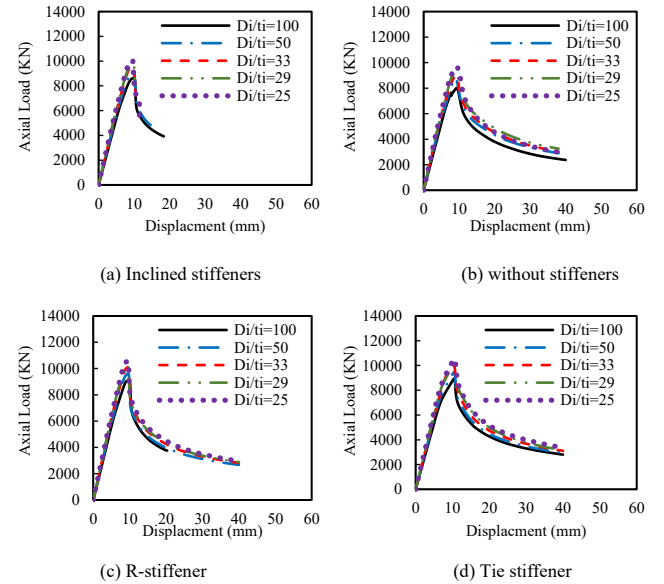 14000
12000
10000
8000
6000
4000
2000
0
0 10 20 30 40 50 60
Axial Load (KN)
Displacment (mm)
Di/ti=100
Di/ti=50
Di/ti=33
Di/ti=29
Di/ti=25
(a) Inclined stiffeners
14000
12000
10000
8000
6000
4000
2000
0
0 10 20 30 40 50 60
Axial Load (KN)
Displacment (mm)
Di/ti=100
Di/ti=50
Di/ti=33
Di/ti=29
Di/ti=25
(b) without stiffeners
14000
12000
10000
8000
6000
4000
2000
0
0 10 20 30 40 50 60
Axial Load (KN)
Displacment (mm)
Di/ti=100
Di/ti=50
Di/ti=33
Di/ti=29
Di/ti=25
(c) R-stiffener
14000
12000
10000
8000
6000
4000
2000
0
0 10 20 30 40 50 60
Axial Load (KN)
Displacment (mm)
Di/ti=100
Di/ti=50
Di/ti=33
Di/ti=29
Di/ti=25
(d) Tie stiffener